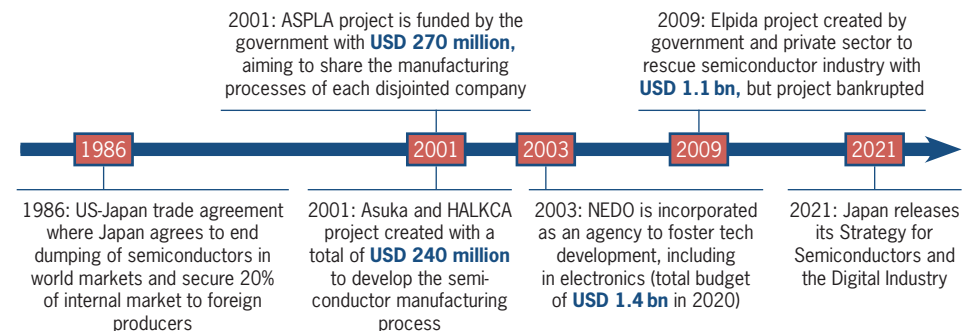 2001: ASPLA project is funded by the
government with USD 270 million,
aiming to share the manufacturing
processes of each disjointed company
2009: Elpida project created by
government and private sector to
rescue semiconductor industry with
USD 1.1 bn, but project bankrupted
1986
2001
2003
2009
2021
1986: US-Japan trade agreement
where Japan agrees to end
dumping of semiconductors in
world markets and secure 20%
of internal market to foreign
producers
2001: Asuka and HALKCA
project created with a
total of USD 240 million
to develop the semi-
conductor manufacturing
process
2003: NEDO is incorporated
as an agency to foster tech
development, including
in electronics (total budget
of USD 1.4 bn in 2020)
2021: Japan releases
its Strategy for
Semiconductors and
the Digital Industry